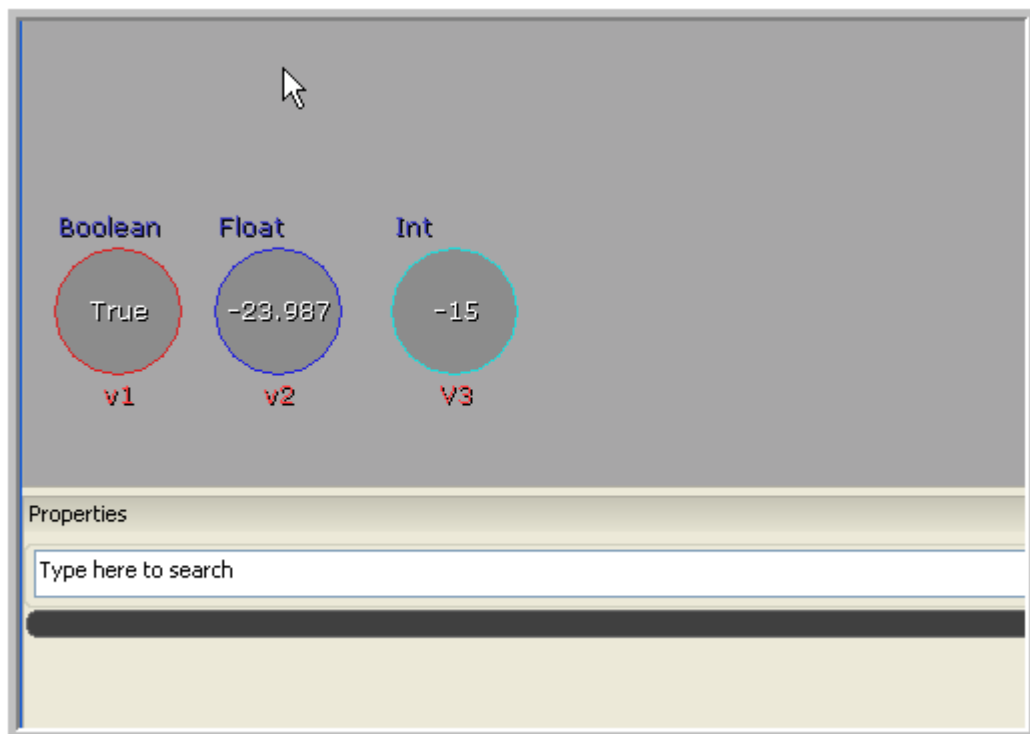 Boolean Float Int
True -23.987 -15
v1 v2 V3
Properties
Type here to search